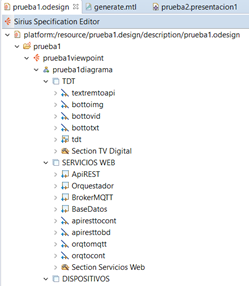 prueba1.odesign
generate.mtl
prueba2.presentacion1
Sirius Specification Editor
platform:/resource/prueba1.design/description/prueba1.odesign
prueba1
prueba1viewpoint
prueba1diagrama
TDT
textremtoapi
bottoimg
bottovid
bottotxt
tdt
Section TV Digital
SERVICIOS WEB
ApiREST
Orquestador
BrokerMQTT
BaseDatos
apiresttocont
apiresttobd
orqtomqtt
orqtocont
Section Servicios Web
DISPOSITIVOS